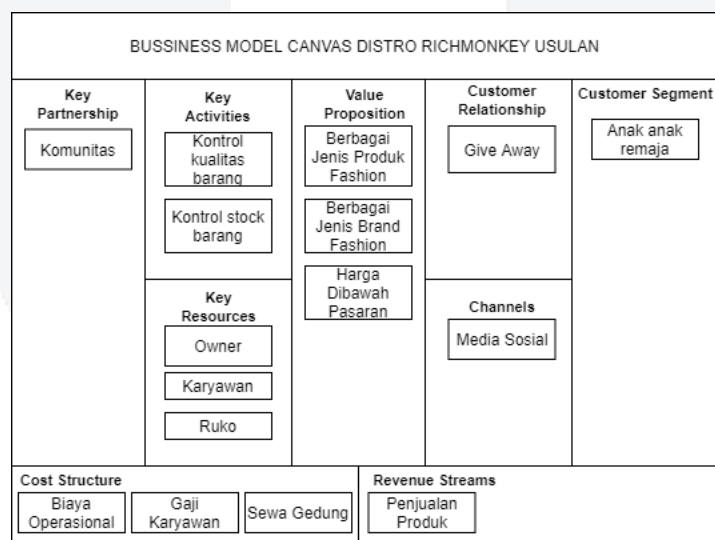 BUSSINESS MODEL CANVAS DISTRO RICHMONKEY USULAN
Key
Partnership
Komunitas
Key
Activities
Kontrol
kualitas
barang
Kontrol stock
barang
Key
Resources
Owner
Karyawan
Ruko
Value
Proposition
Berbagai
Jenis Produk
Fashion
Berbagai
Jenis Brand
Fashion
Harga
Dibawah
Pasaran
Customer
Relationship
Give Away
Channels
Media Sosial
Customer Segment
Anak anak
remaja
Cost Structure
Biaya
Operasional
Gaji
Karyawan
Sewa Gedung
Revenue Streams
Penjualan
Produk